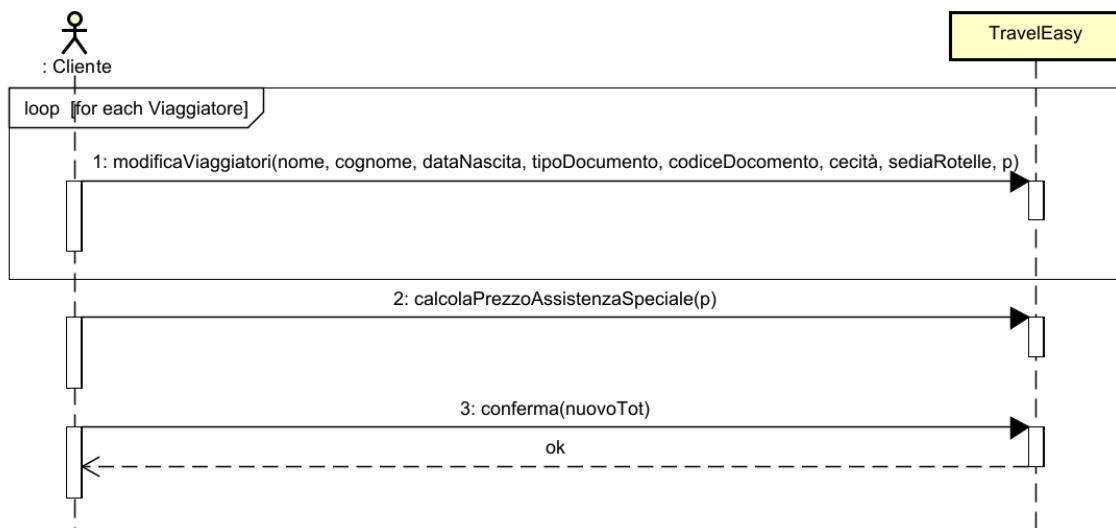 : Cliente
TravelEasy
loop [for each Viaggiatore]
1: modificaViaggiatori(nome, cognome, dataNascita, tipoDocumento, codiceDocomento, cecità, sediaRotelle, p)
2: calcolaPrezzoAssistenzaSpeciale(p)
3: conferma(nuovoTot)
ok